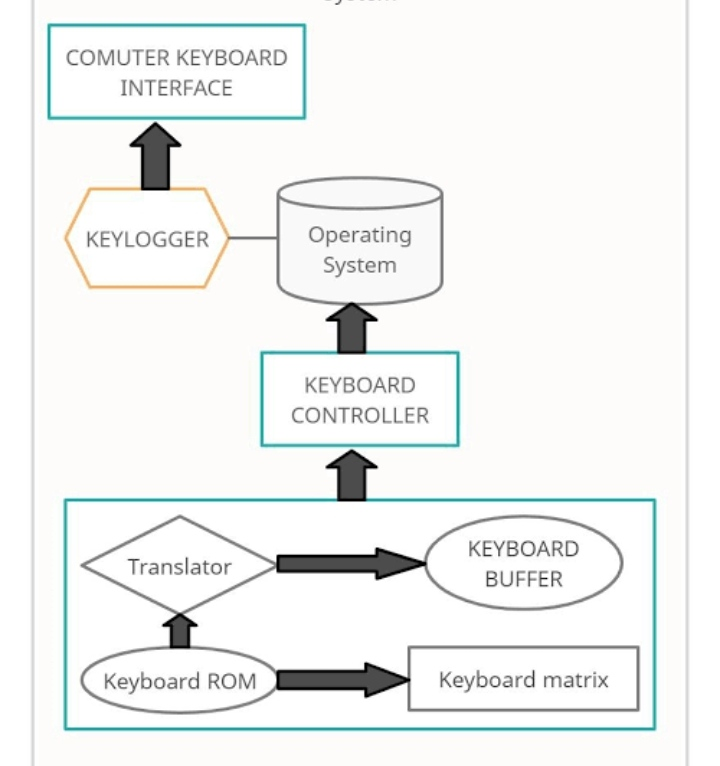 COMUTER KEYBOARD
INTERFACE
KEYLOGGER
Operating
System
KEYBOARD
CONTROLLER
Translator
KEYBOARD
BUFFER
Keyboard ROM
Keyboard matrix